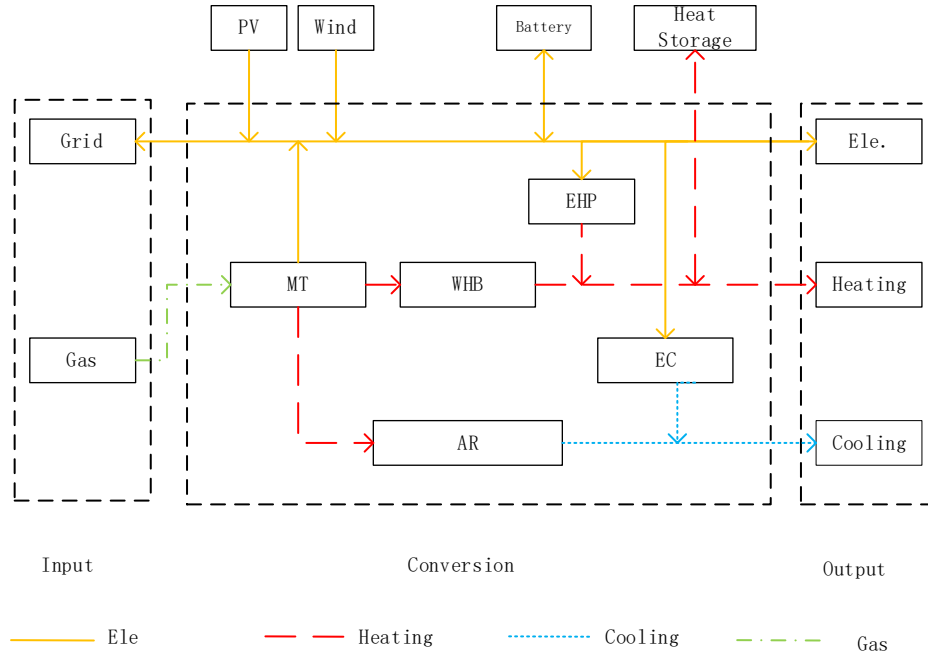 PV
Wind
Battery
Heat
Storage
Grid
Ele.
EHP
MT
WHB
Heating
Gas
EC
AR
Cooling
Input
Conversion
Output
Ele
Heating
Cooling
Gas